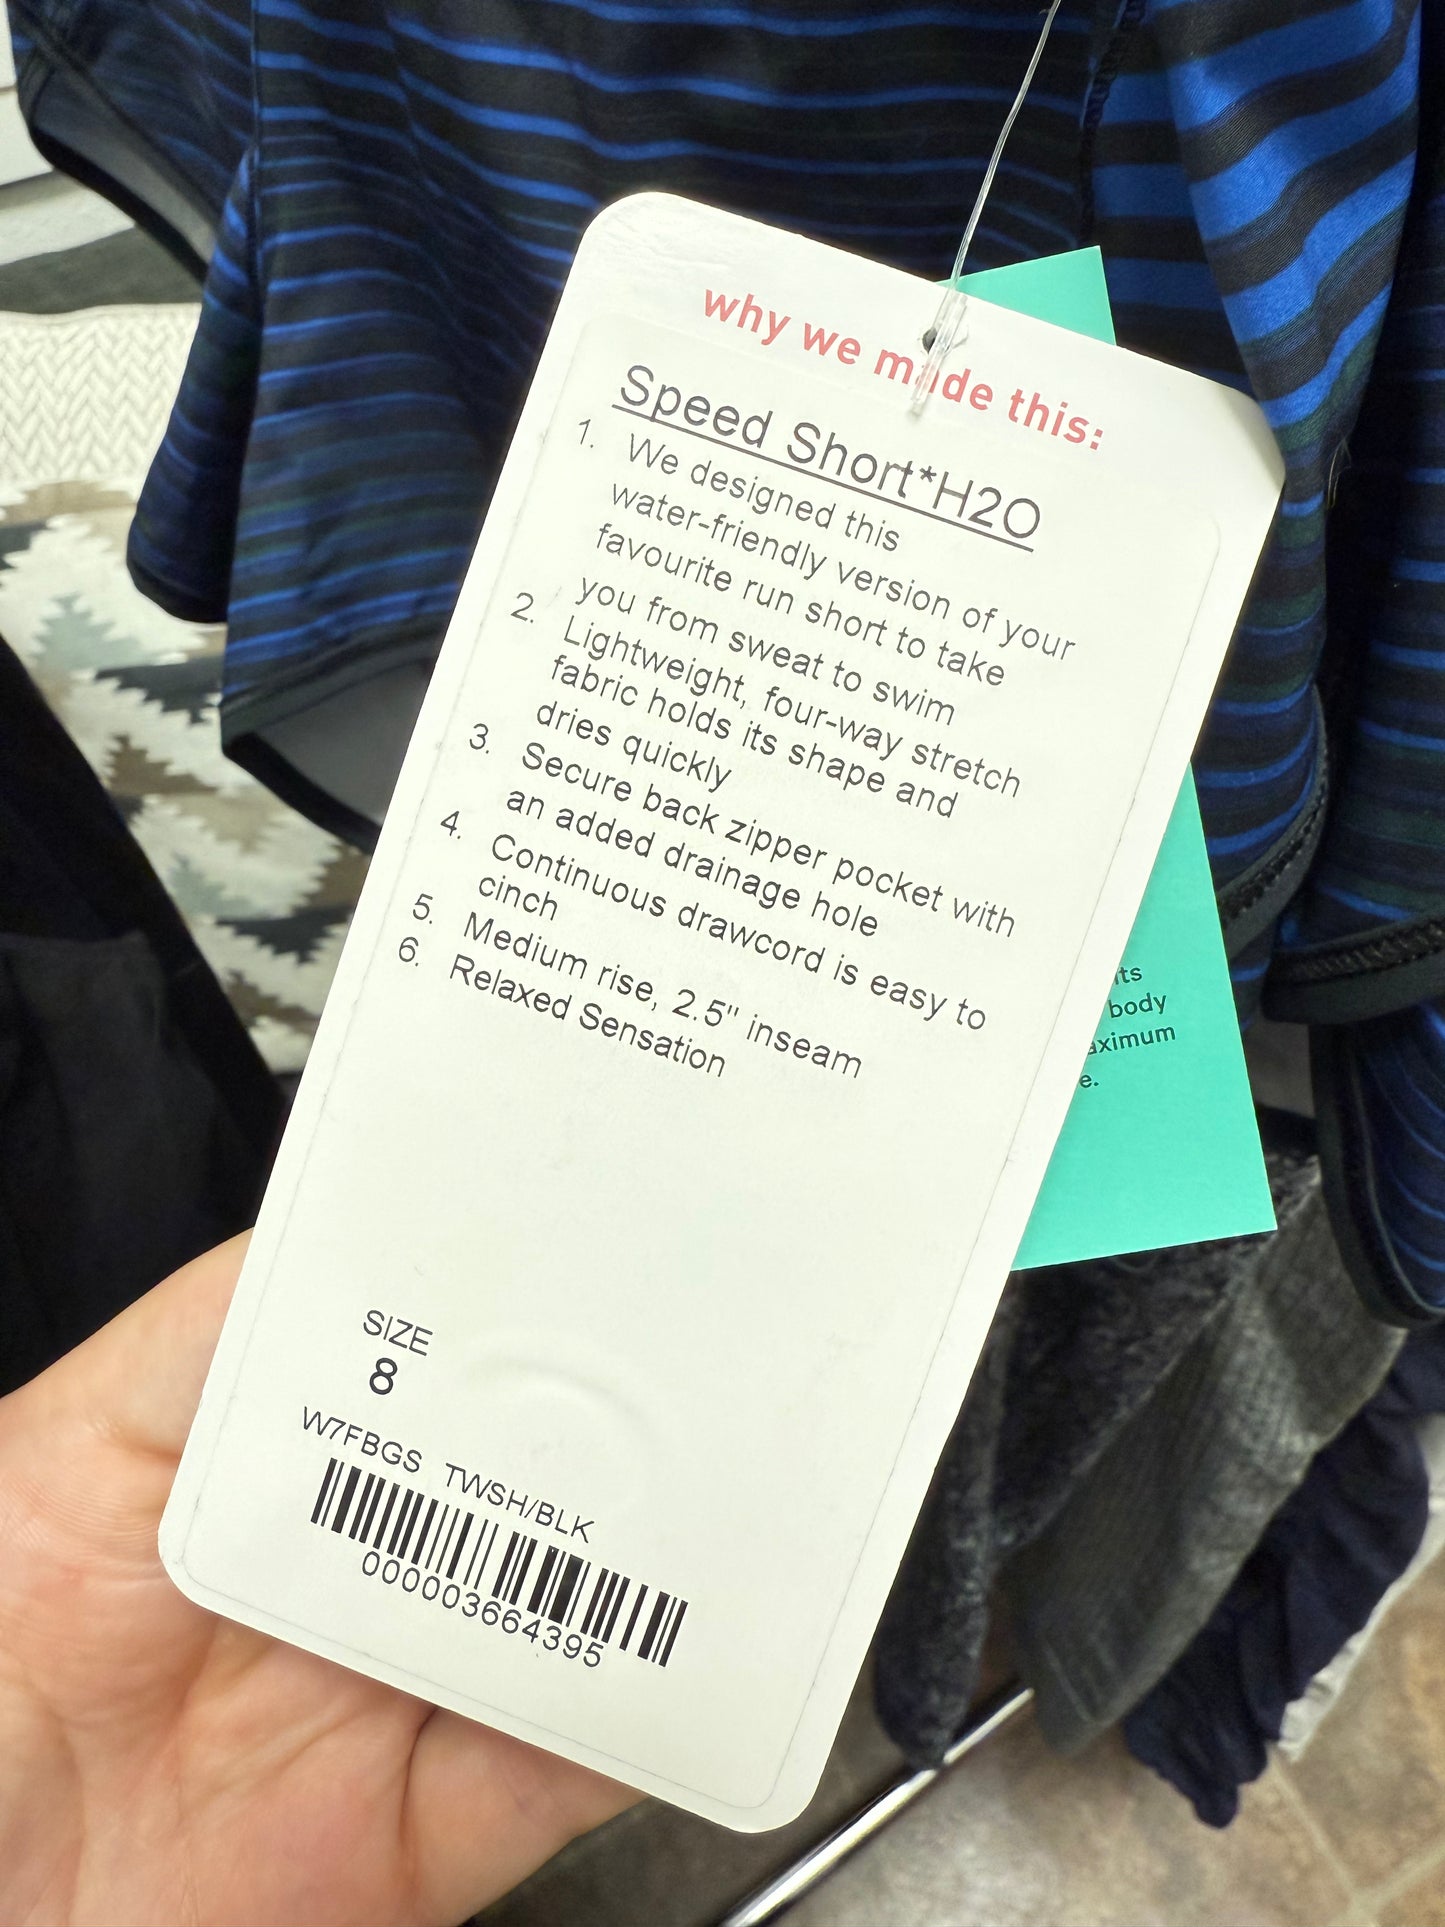 why we made this:
Speed Short*H2O
1. We designed this
water-friendly version of your
favourite run short to take
you from sweat to swim
2. Lightweight, four-way stretch
fabric holds its shape and
dries quickly
3. Secure back zipper pocket with
an added drainage hole
4. Continuous drawcord is easy to
cinch
5. Medium rise, 2.5" inseam
6. Relaxed Sensation
SIZE
8
W7FBGS TWSH/BLK
000003664395
body